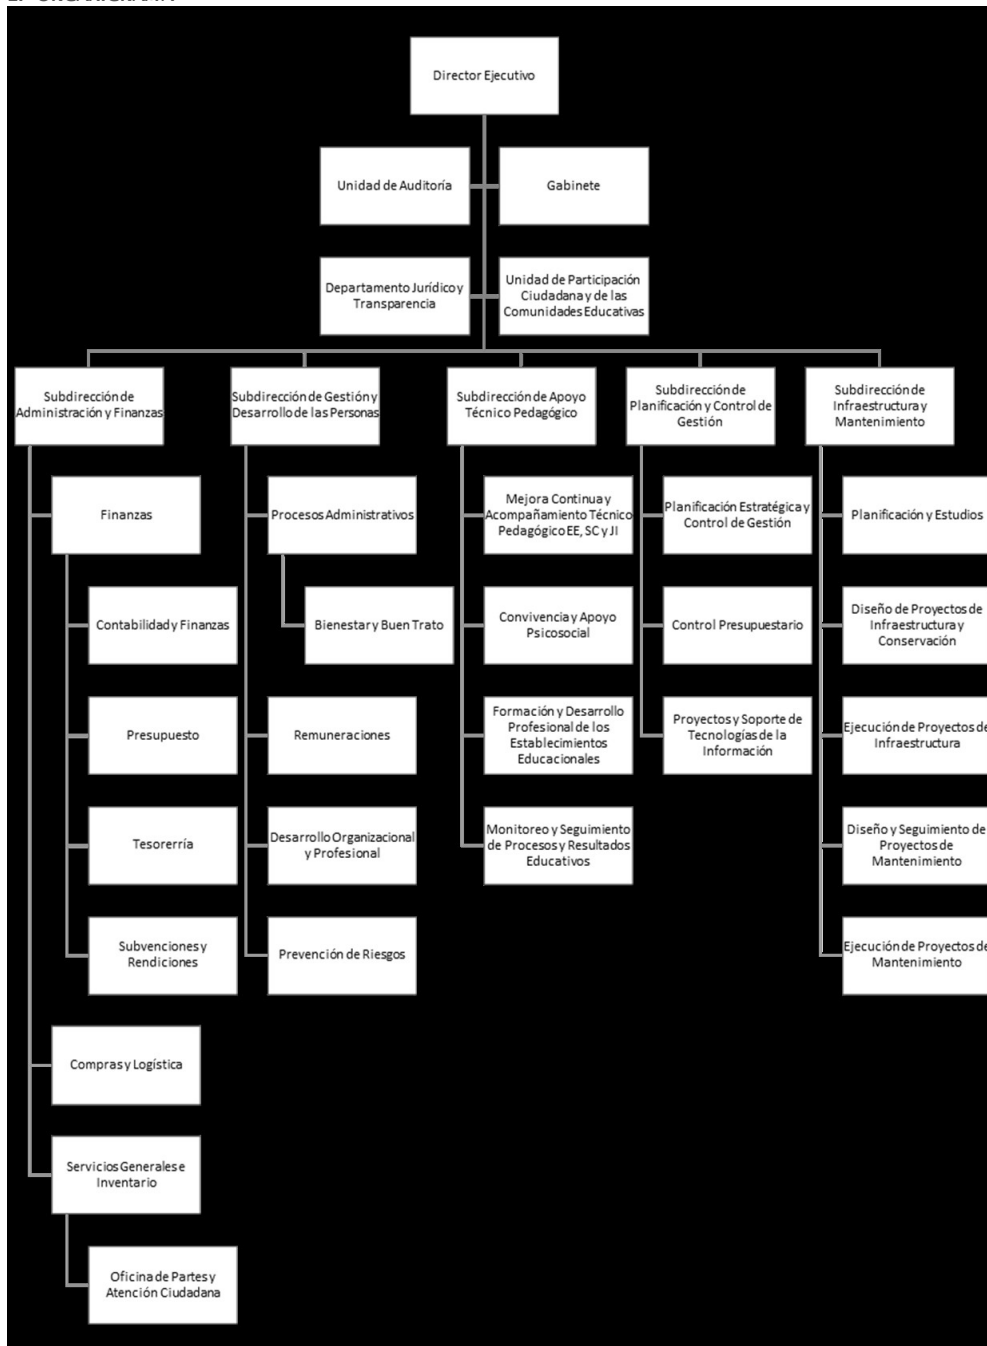 Director Ejecutivo
Unidad de Auditoría
Gabinete
Departamento Jurídico y
Transparencia
Unidad de Participación
Ciudadana y de las
Comunidades Educativas
Subdirección de
Administración y Finanzas
Subdirección de Gestión y
Desarrollo de las Personas
Subdirección de Apoyo
Técnico Pedagógico
Subdirección de
Planificación y Control de
Gestión
Subdirección de
Infraestructura y
Mantenimiento
Finanzas
Contabilidad y Finanzas
Presupuesto
Tesorerría
Subvenciones y
Rendiciones
Compras y Logística
Servicios Generales e
Inventario
Oficina de Partes y
Atención Ciudadana
Procesos Administrativos
Bienestar y Buen Trato
Remuneraciones
Desarrollo Organizacional
y Profesional
Prevención de Riesgos
Mejora Continua y
Acompañamiento Técnico
Pedagógico EE, SC y JI
Convivencia y Apoyo
Psicosocial
Formación y Desarrollo
Profesional de los
Establecimientos
Educacionales
Monitoreo y Seguimiento
de Procesos y Resultados
Educativos
Planificación Estratégica y
Control de Gestión
Control Presupuestario
Proyectos y Soporte de
Tecnologías de la
Información
Planificación y Estudios
Diseño de Proyectos de
Infraestructura y
Conservación
Ejecución de Proyectos de
Infraestructura
Diseño y Seguimiento de
Proyectos de
Mantenimiento
Ejecución de Proyectos de
Mantenimiento